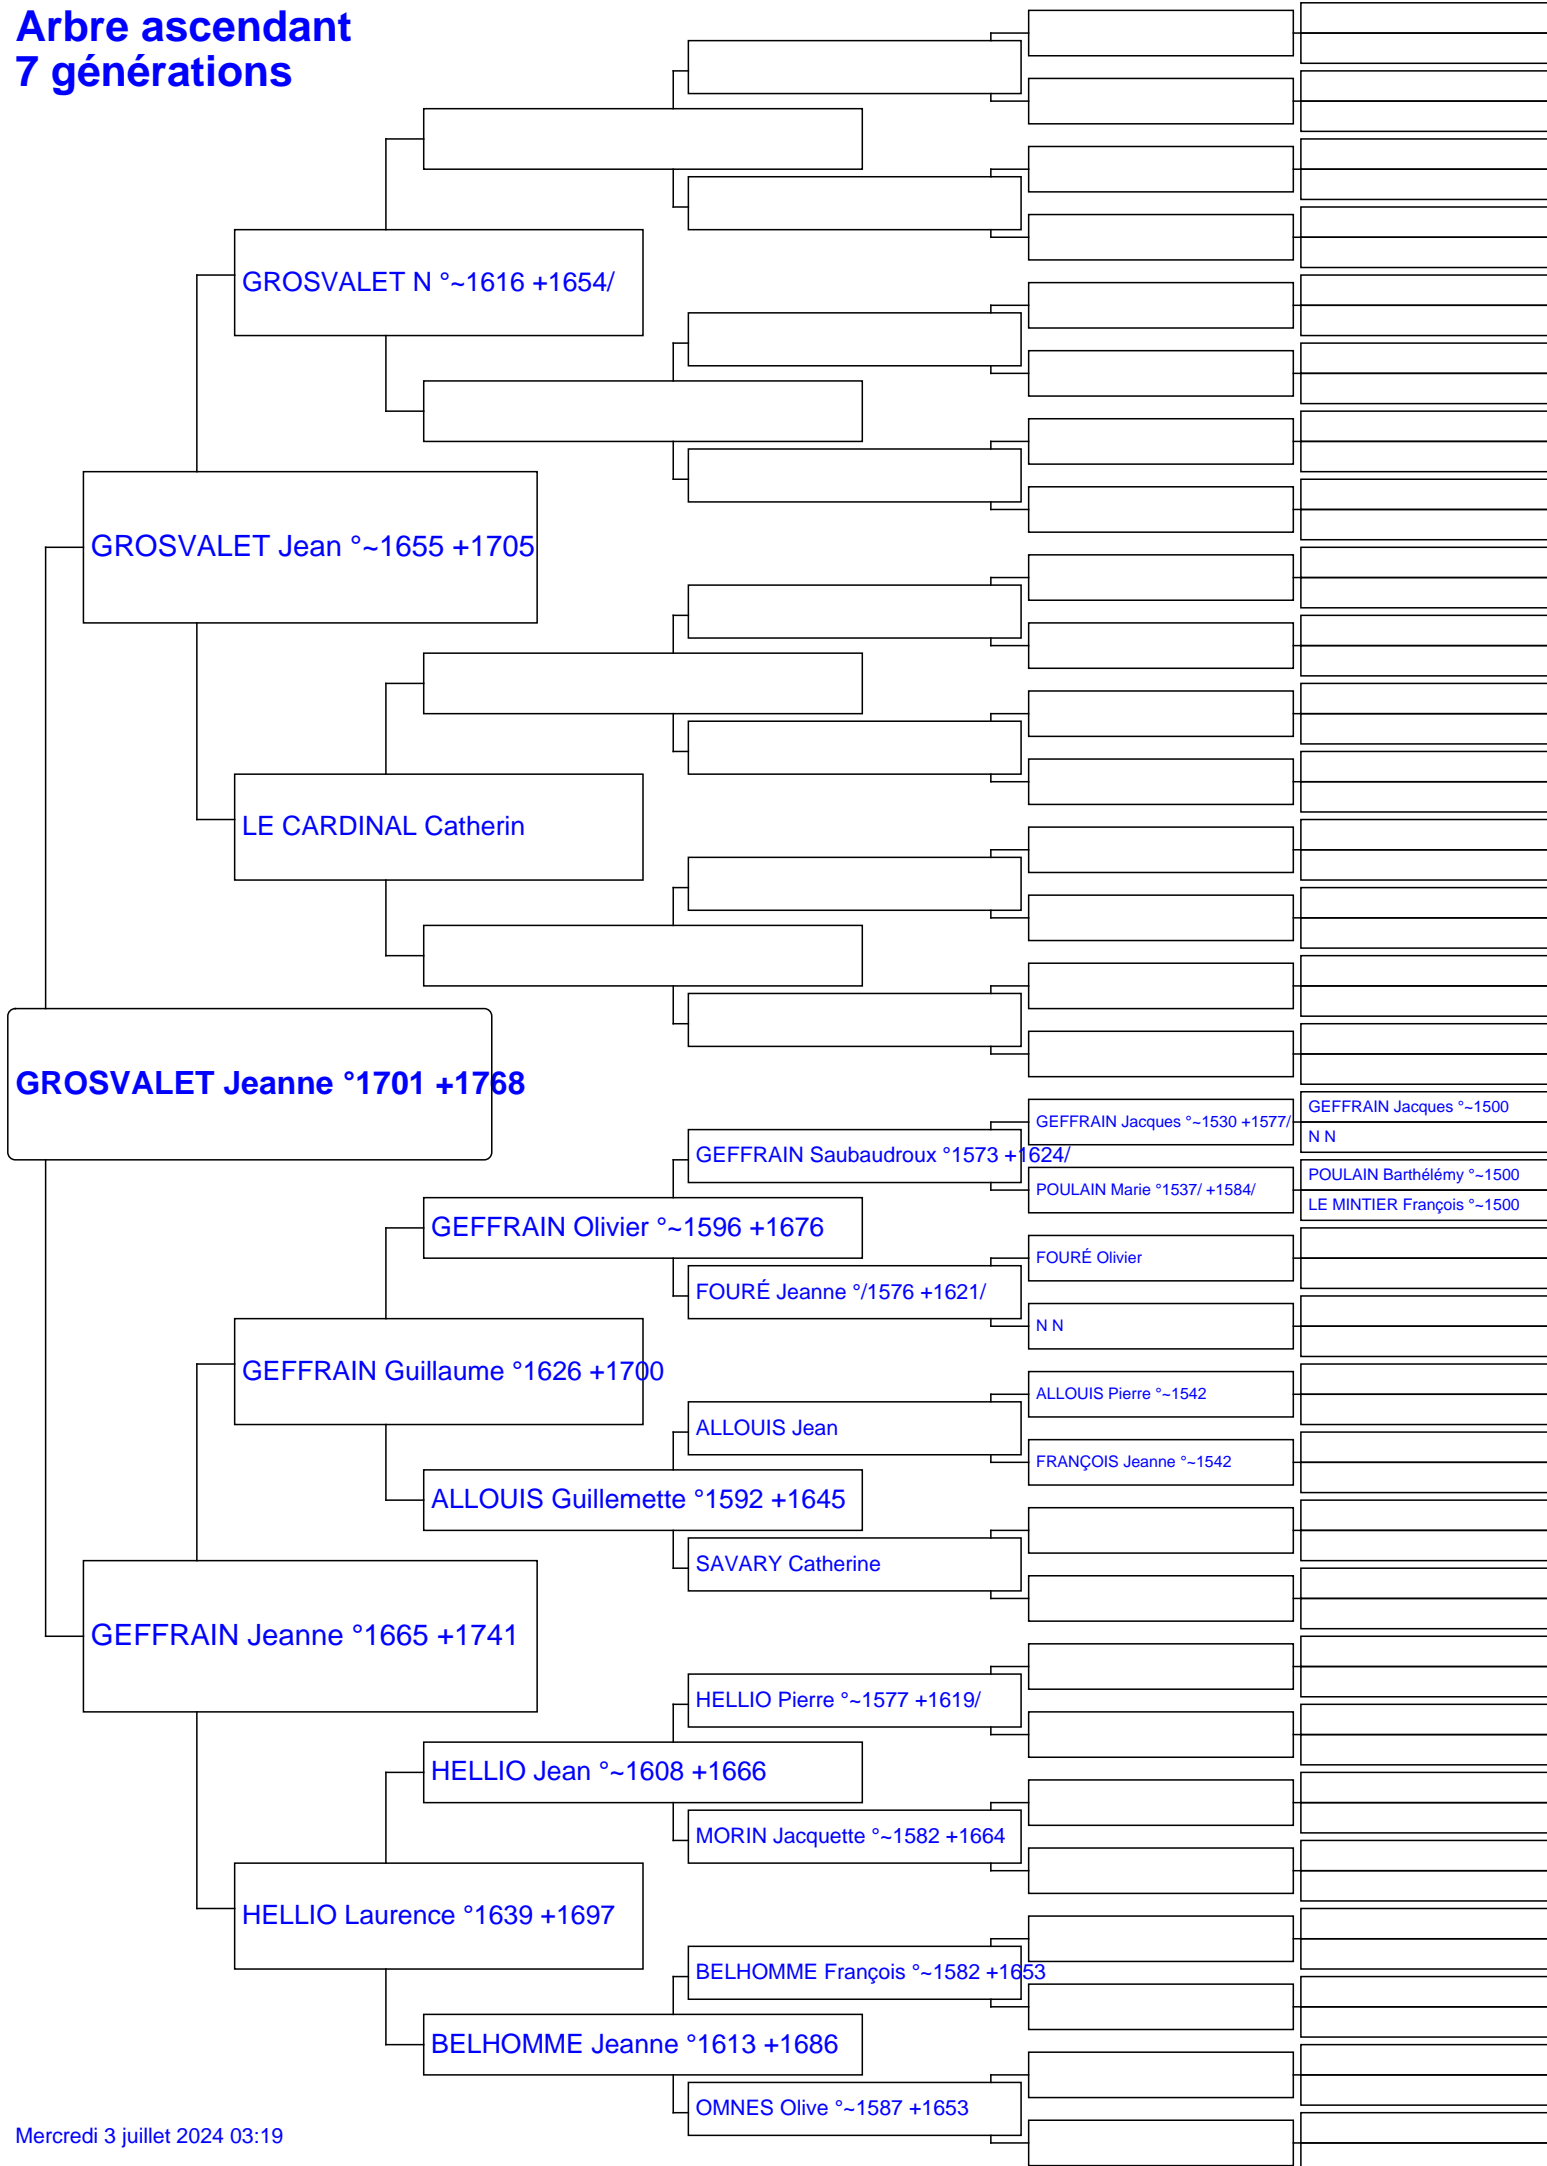 Arbre ascendant
7 générations
GROSVALET N °~1616 +1654/
GROSVALET Jean °~1655 +1705
LE CARDINAL Catherin
GROSVALET Jeanne °1701 +1768
GEFFRAIN Jacques °~1530 +1577/
GEFFRAIN Jacques °~1500
N N
GEFFRAIN Saubaudroux °1573 +1624/
POULAIN Marie °1537/ +1584/
POULAIN Barthélémy °~1500
LE MINTIER François °~1500
GEFFRAIN Olivier °~1596 +1676
FOURÉ Olivier
FOURÉ Jeanne °/1576 +1621/
N N
GEFFRAIN Guillaume °1626 +1700
ALLOUIS Pierre °~1542
ALLOUIS Jean
FRANÇOIS Jeanne °~1542
ALLOUIS Guillemette °1592 +1645
SAVARY Catherine
GEFFRAIN Jeanne °1665 +1741
HELLIO Pierre °~1577 +1619/
HELLIO Jean °~1608 +1666
MORIN Jacquette °~1582 +1664
HELLIO Laurence °1639 +1697
BELHOMME François °~1582 +1653
BELHOMME Jeanne °1613 +1686
OMNES Olive °~1587 +1653
Mercredi 3 juillet 2024 03:19